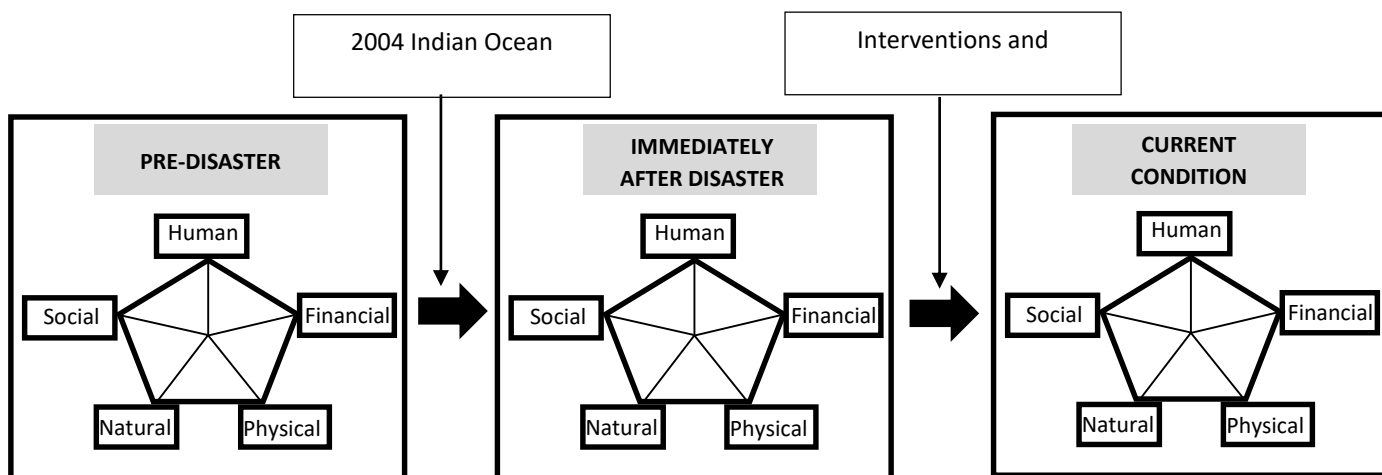 2004 Indian Ocean
Interventions and
PRE-DISASTER
Human
Social
Financial
Natural
Physical
IMMEDIATELY
AFTER DISASTER
Human
Social
Financial
Natural
Physical
CURRENT
CONDITION
Human
Social
Financial
Natural
Physical